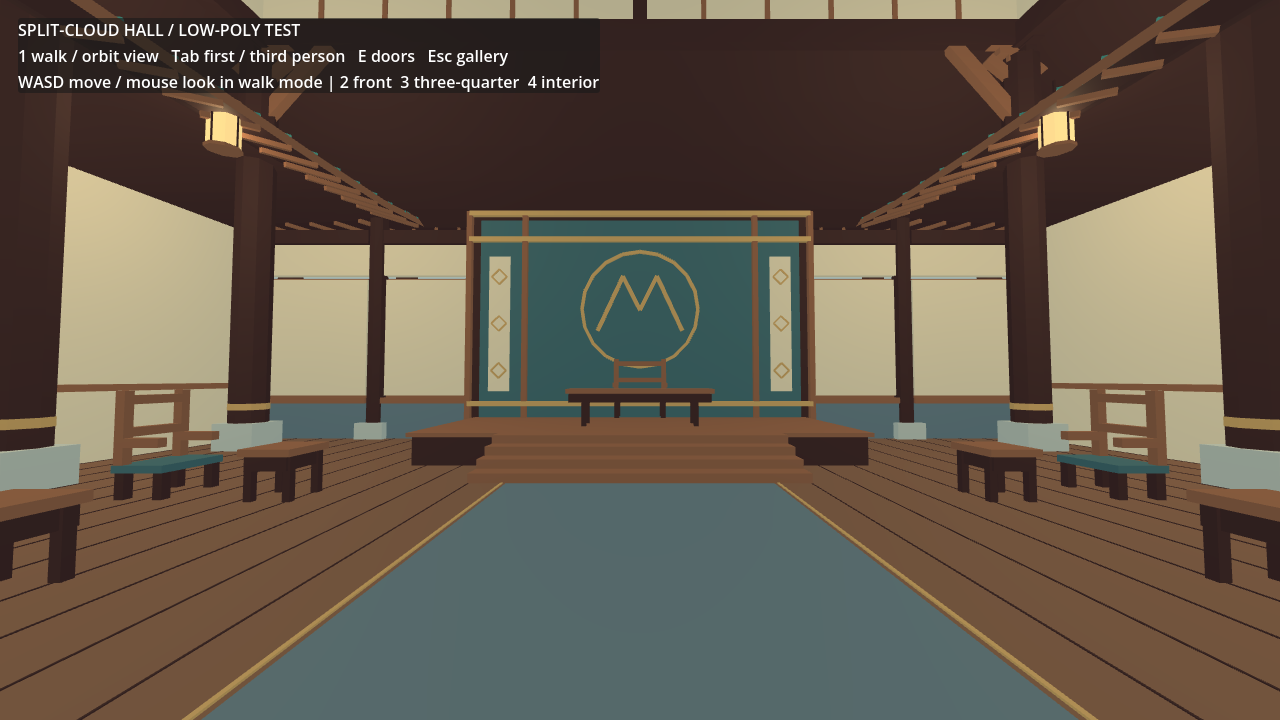 SPLIT-CLOUD HALL / LOW-POLY TEST
1 walk / orbit view   Tab first / third person   E doors   Esc gallery
WASD move / mouse look in walk mode | 2 front  3 three-quarter  4 interior